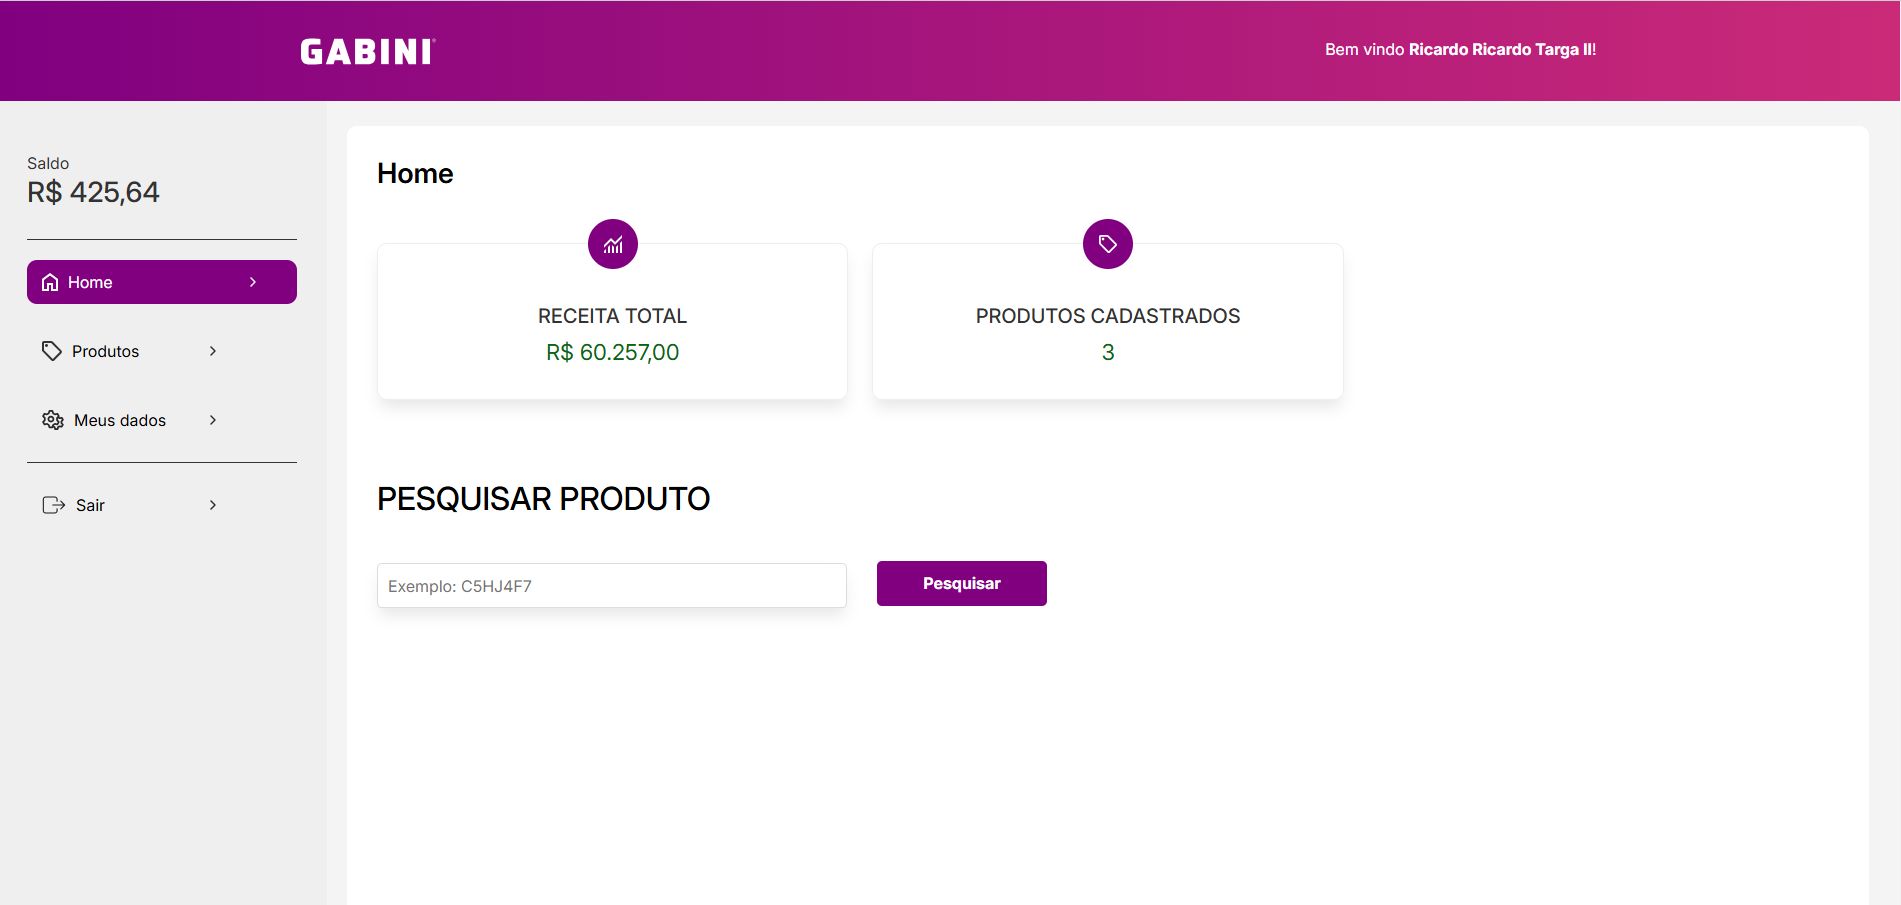 GABINI
Bem vindo Ricardo Ricardo Targa II!
Saldo
R$ 425,64
Home
Produtos
Meus dados
Sair
Home
RECEITA TOTAL
R$ 60.257,00
PRODUTOS CADASTRADOS
3
PESQUISAR PRODUTO
Exemplo: C5HJ4F7
Pesquisar